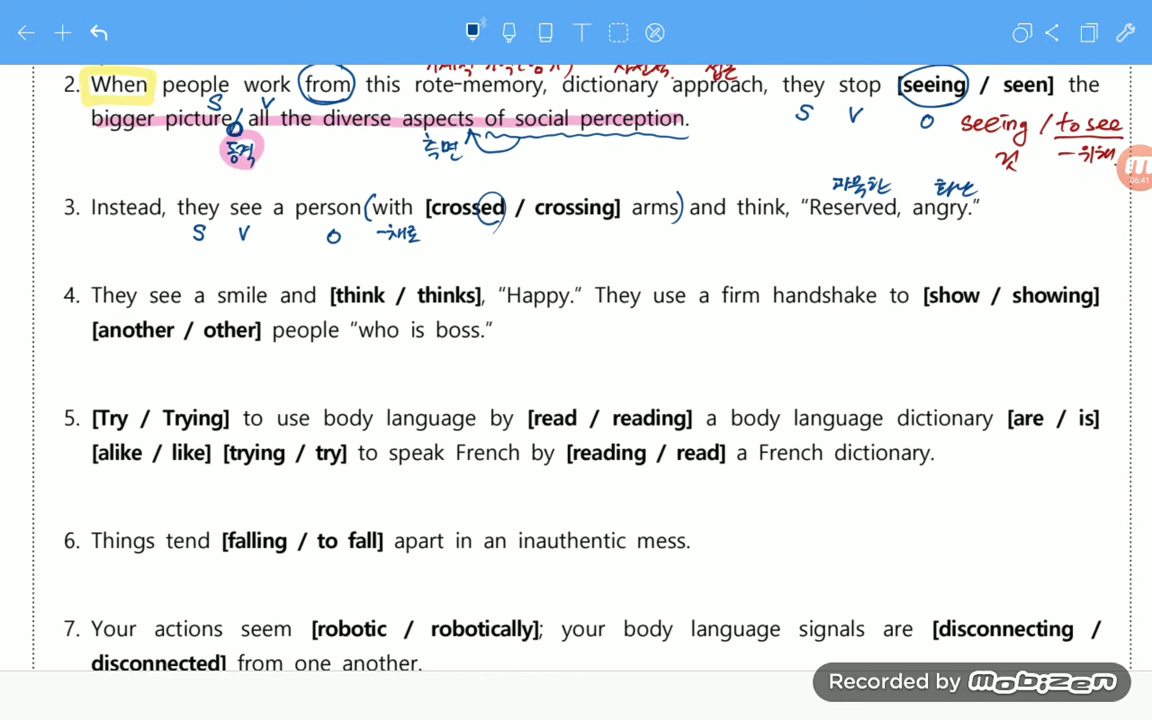 2. When people work from this rote-memory, dictionary approach, they stop [seeing / seen] the
S V
bigger picture/ all the diverse aspects of social perception.
S V O seeing / to see
동격 측면 것 -위해
06:41
과묵한 화난
3. Instead, they see a person (with [crossed / crossing] arms) and think, "Reserved, angry."
S V O -채로
4. They see a smile and [think / thinks], "Happy." They use a firm handshake to [show / showing]
[another / other] people "who is boss."
5. [Try / Trying] to use body language by [read / reading] a body language dictionary [are / is]
[alike / like] [trying / try] to speak French by [reading / read] a French dictionary.
6. Things tend [falling / to fall] apart in an inauthentic mess.
7. Your actions seem [robotic / robotically]; your body language signals are [disconnecting /
disconnected] from one another.
Recorded by mobizen